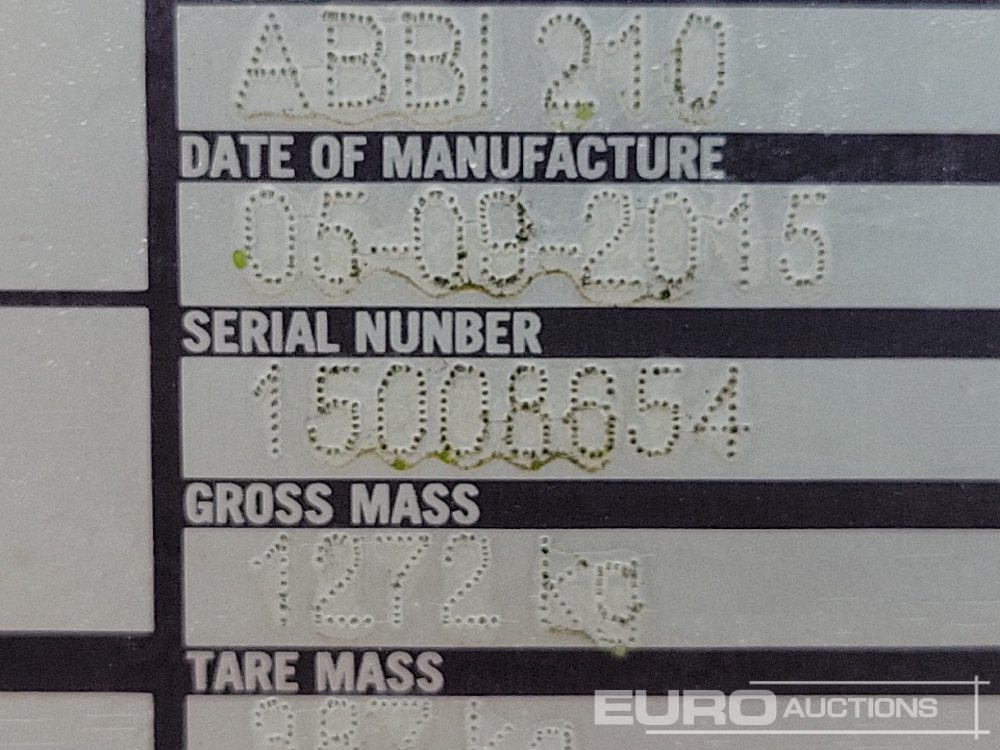 ABBI 210
DATE OF MANUFACTURE
05-08-2015
SERIAL NUNBER
15008654
GROSS MASS
1272 kg
TARE MASS
kg
EURO AUCTIONS